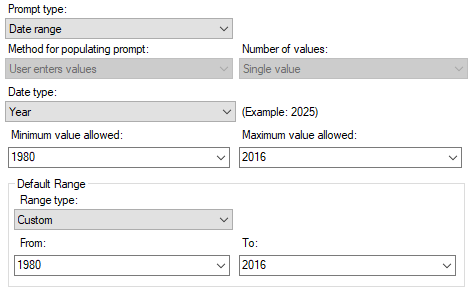 Prompt type:
Date range
Method for populating prompt: Number of values:
User enters values Single value
Date type:
Year (Example: 2025)
Minimum value allowed: Maximum value allowed:
1980 2016
Default Range
Range type:
Custom
From: To:
1980 2016